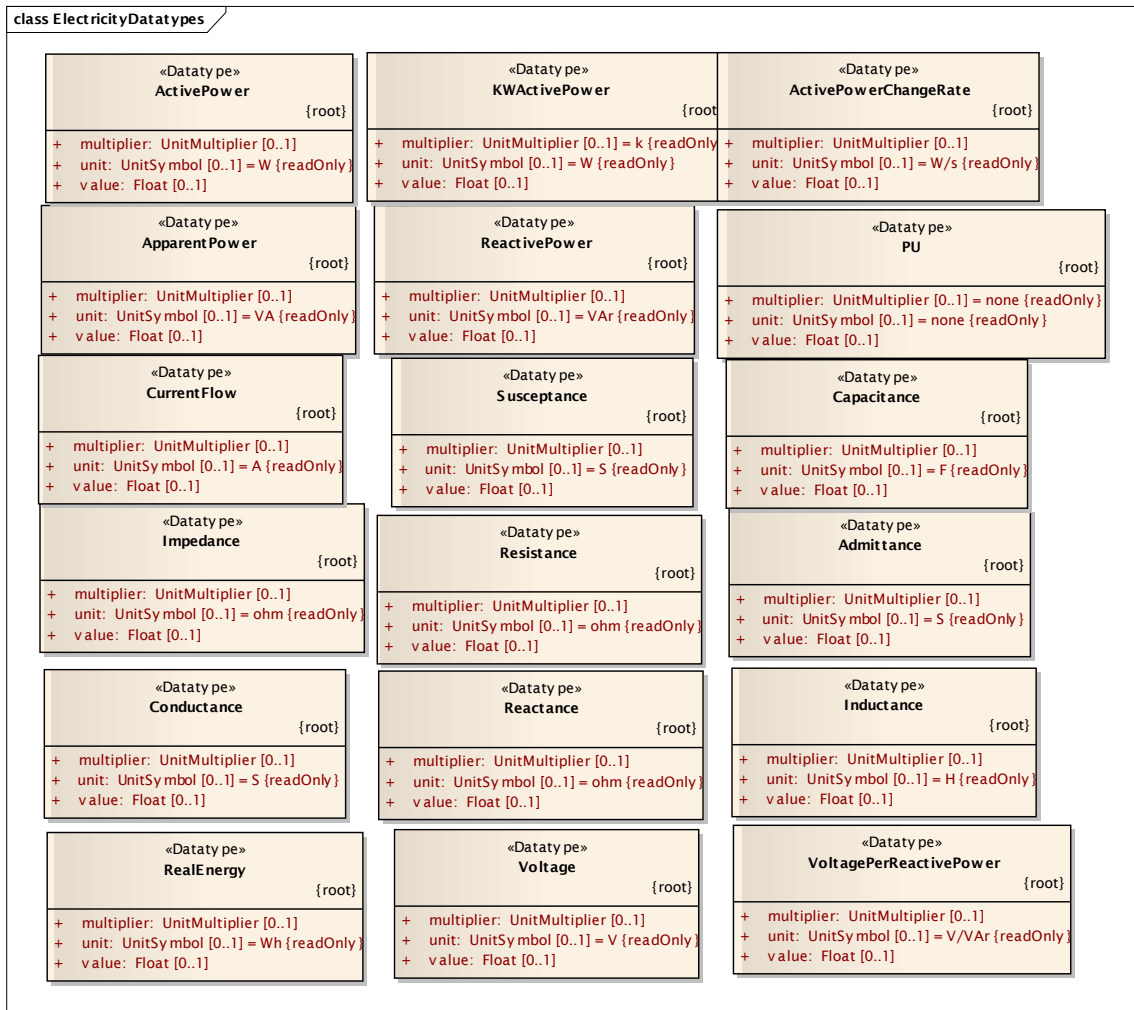 class ElectricityDatatypes
«Datatype»
ActivePower
{root}
+ multiplier: UnitMultiplier [0..1]
+ unit: UnitSymbol [0..1] = W {readOnly}
+ value: Float [0..1]
«Datatype»
KWActivePower
{root
+ multiplier: UnitMultiplier [0..1] = k {readOnly
+ unit: UnitSymbol [0..1] = W {readOnly}
+ value: Float [0..1]
«Datatype»
ActivePowerChangeRate
{root}
+ multiplier: UnitMultiplier [0..1]
+ unit: UnitSymbol [0..1] = W/s {readOnly}
+ value: Float [0..1]
«Datatype»
ApparentPower
{root}
+ multiplier: UnitMultiplier [0..1]
+ unit: UnitSymbol [0..1] = VA {readOnly}
+ value: Float [0..1]
«Datatype»
ReactivePower
{root}
+ multiplier: UnitMultiplier [0..1]
+ unit: UnitSymbol [0..1] = VAr {readOnly}
+ value: Float [0..1]
«Datatype»
PU
{root}
+ multiplier: UnitMultiplier [0..1] = none {readOnly}
+ unit: UnitSymbol [0..1] = none {readOnly}
+ value: Float [0..1]
«Datatype»
CurrentFlow
{root}
+ multiplier: UnitMultiplier [0..1]
+ unit: UnitSymbol [0..1] = A {readOnly}
+ value: Float [0..1]
«Datatype»
Susceptance
{root}
+ multiplier: UnitMultiplier [0..1]
+ unit: UnitSymbol [0..1] = S {readOnly}
+ value: Float [0..1]
«Datatype»
Capacitance
{root}
+ multiplier: UnitMultiplier [0..1]
+ unit: UnitSymbol [0..1] = F {readOnly}
+ value: Float [0..1]
«Datatype»
Impedance
{root}
+ multiplier: UnitMultiplier [0..1]
+ unit: UnitSymbol [0..1] = ohm {readOnly}
+ value: Float [0..1]
«Datatype»
Resistance
{root}
+ multiplier: UnitMultiplier [0..1]
+ unit: UnitSymbol [0..1] = ohm {readOnly}
+ value: Float [0..1]
«Datatype»
Admittance
{root}
+ multiplier: UnitMultiplier [0..1]
+ unit: UnitSymbol [0..1] = S {readOnly}
+ value: Float [0..1]
«Datatype»
Conductance
{root}
+ multiplier: UnitMultiplier [0..1]
+ unit: UnitSymbol [0..1] = S {readOnly}
+ value: Float [0..1]
«Datatype»
Reactance
{root}
+ multiplier: UnitMultiplier [0..1]
+ unit: UnitSymbol [0..1] = ohm {readOnly}
+ value: Float [0..1]
«Datatype»
Inductance
{root}
+ multiplier: UnitMultiplier [0..1]
+ unit: UnitSymbol [0..1] = H {readOnly}
+ value: Float [0..1]
«Datatype»
RealEnergy
{root}
+ multiplier: UnitMultiplier [0..1]
+ unit: UnitSymbol [0..1] = Wh {readOnly}
+ value: Float [0..1]
«Datatype»
Voltage
{root}
+ multiplier: UnitMultiplier [0..1]
+ unit: UnitSymbol [0..1] = V {readOnly}
+ value: Float [0..1]
«Datatype»
VoltagePerReactivePower
{root}
+ multiplier: UnitMultiplier [0..1]
+ unit: UnitSymbol [0..1] = V/VAr {readOnly}
+ value: Float [0..1]